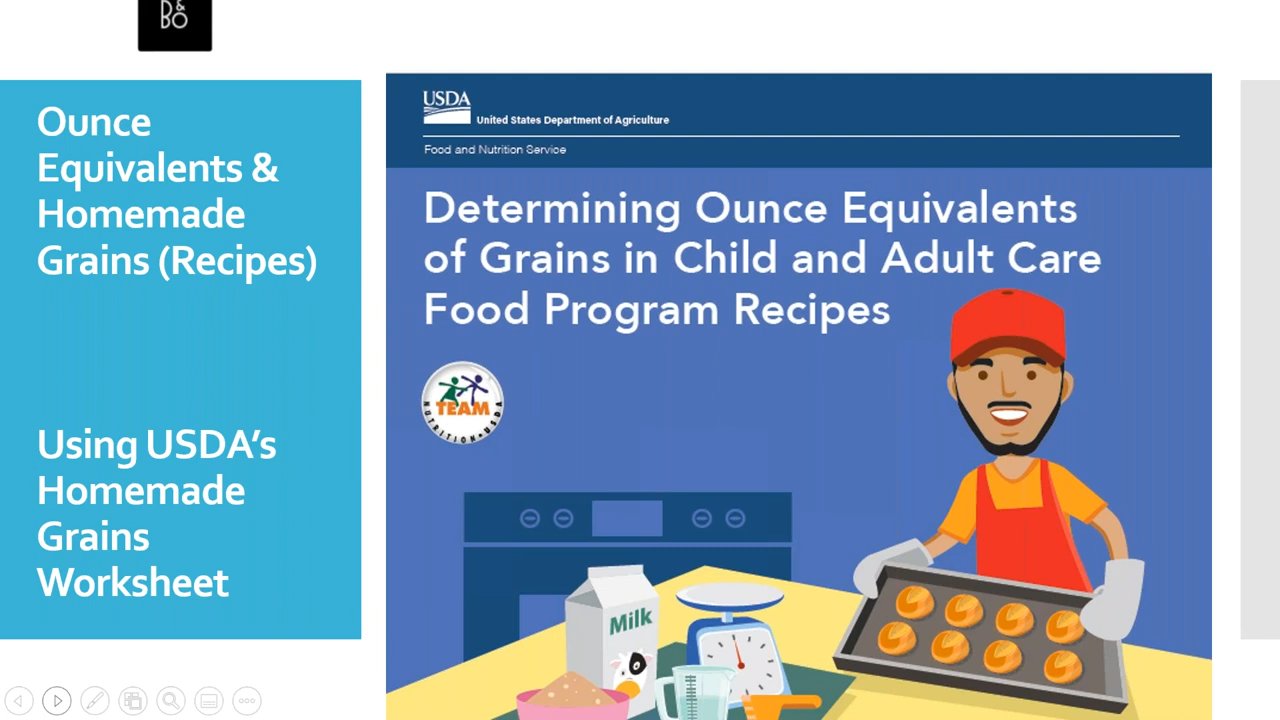 B&O
BO
Ounce
Equivalents &
Homemade
Grains (Recipes)
Using USDA's
Homemade
Grains
Worksheet
USDA
United States Department of Agriculture
Food and Nutrition Service
Determining Ounce Equivalents
of Grains in Child and Adult Care
Food Program Recipes
TEAM
NUTRITION • USDA
Milk